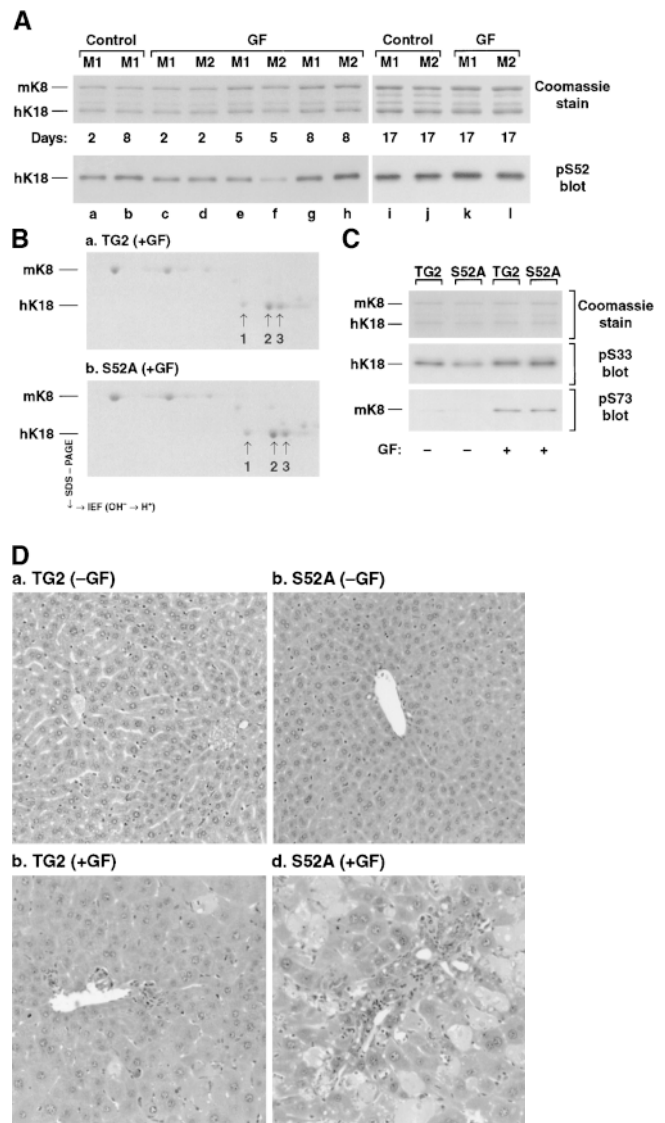 A
Control GF Control GF
M1 M1 M1 M2 M1 M2 M1 M2 M1 M2 M1 M2
mK8
hK18
Coomassie
stain
Days: 2 8 2 2 5 5 8 8 17 17 17 17
hK18
pS52
blot
a b c d e f g h i j k l
B
a. TG2 (+GF)
mK8
hK18
1 2 3
b. S52A (+GF)
mK8
hK18
1 2 3
← SDS – PAGE
→ IEF (OH⁻ → H⁺)
C
TG2 S52A TG2 S52A
mK8
hK18
Coomassie
stain
hK18
pS33
blot
mK8
pS73
blot
GF: – – + +
D
a. TG2 (–GF) b. S52A (–GF)
b. TG2 (+GF) d. S52A (+GF)